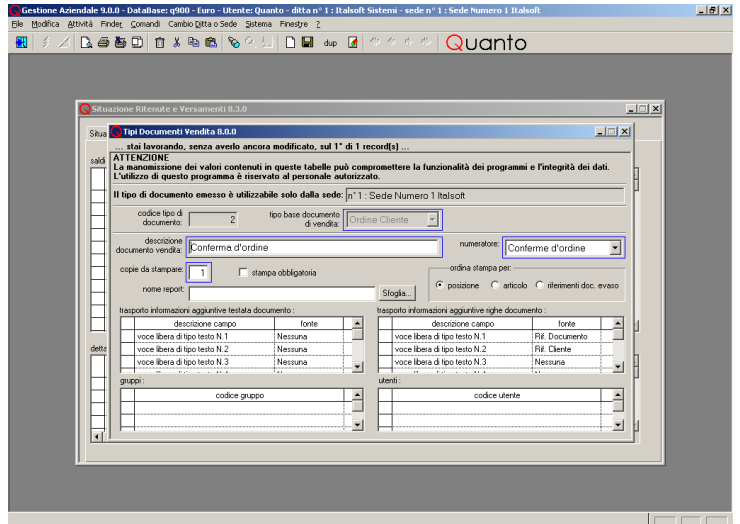 Gestione Aziendale 9.0.0 - DataBase: q900 - Euro - Utente: Quanto - ditta n° 1 : Italsoft Sistemi - sede n° 1 : Sede Numero 1 Italsoft
File Modifica Attività Finder Comandi Cambio Ditta o Sede Sistema Finestre ?
dup Quanto
Situazione Ritenute e Versamenti 8.3.0
Situa
Tipi Documenti Vendita 8.0.0
... stai lavorando, senza averlo ancora modificato, sul 1° di 1 record(s) ...
saldi
ATTENZIONE
La manomissione dei valori contenuti in queste tabelle può compromettere la funzionalità dei programmi e l'integrità dei dati.
L'utilizzo di questo programma è riservato al personale autorizzato.
Il tipo di documento emesso è utilizzabile solo dalla sede: n° 1 : Sede Numero 1 Italsoft
codice tipo di documento: 2 tipo base documento di vendita: Ordine Cliente
descrizione documento vendita: Conferma d'ordine numeratore: Conferme d'ordine
copie da stampare: 1 stampa obbligatoria ordina stampa per:
posizione articolo riferimenti doc. evaso
nome report: Sfoglia...
trasporto informazioni aggiuntive testata documento : trasporto informazioni aggiuntive righe documento :
descrizione campo fonte descrizione campo fonte
voce libera di tipo testo N.1 Nessuna voce libera di tipo testo N.1 Rif. Documento
voce libera di tipo testo N.2 Nessuna voce libera di tipo testo N.2 Rif. Cliente
detta
voce libera di tipo testo N.3 Nessuna voce libera di tipo testo N.3 Nessuna
gruppi : utenti :
codice gruppo codice utente